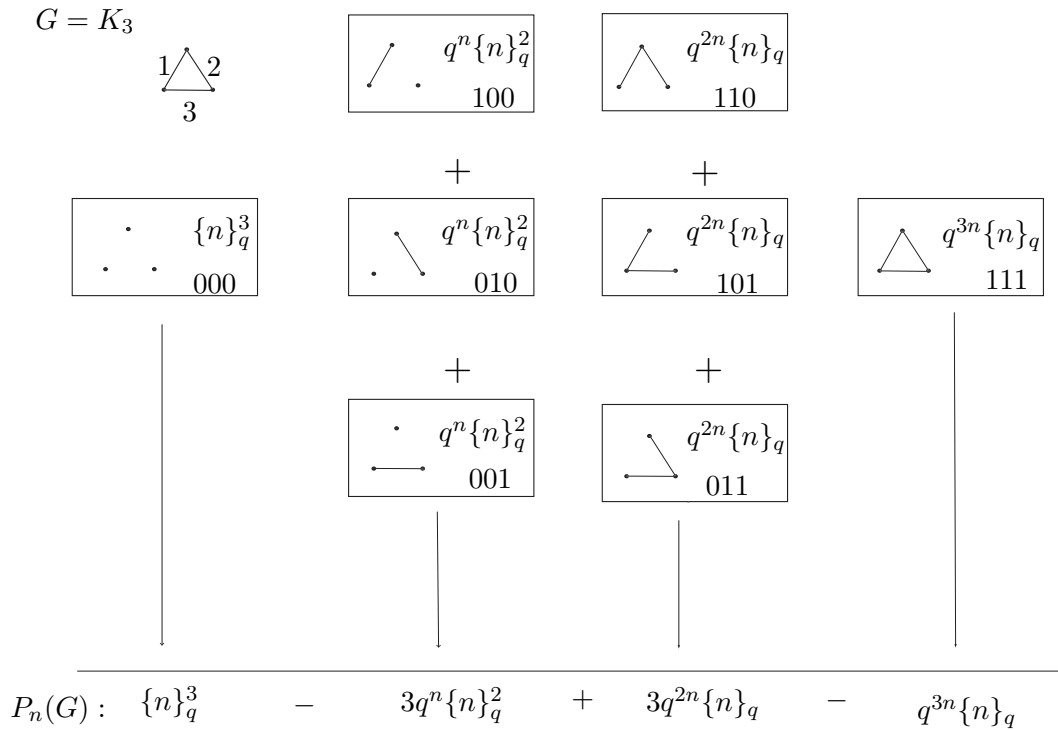 G = K_3
1 2
3
q^n{n}_q^2
100
q^{2n}{n}_q
110
+ +
{n}_q^3
000
q^n{n}_q^2
010
q^{2n}{n}_q
101
q^{3n}{n}_q
111
+ +
q^n{n}_q^2
001
q^{2n}{n}_q
011
P_n(G) : {n}_q^3 − 3q^n{n}_q^2 + 3q^{2n}{n}_q − q^{3n}{n}_q